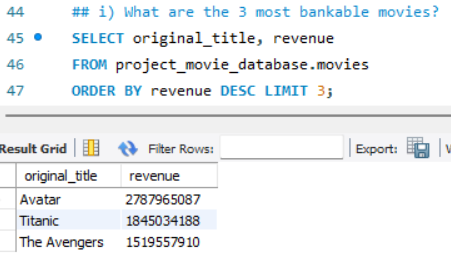 44 ## i) What are the 3 most bankable movies?
45 SELECT original_title, revenue
46 FROM project_movie_database.movies
47 ORDER BY revenue DESC LIMIT 3;
Result Grid Filter Rows: Export:
original_title revenue
Avatar 2787965087
Titanic 1845034188
The Avengers 1519557910